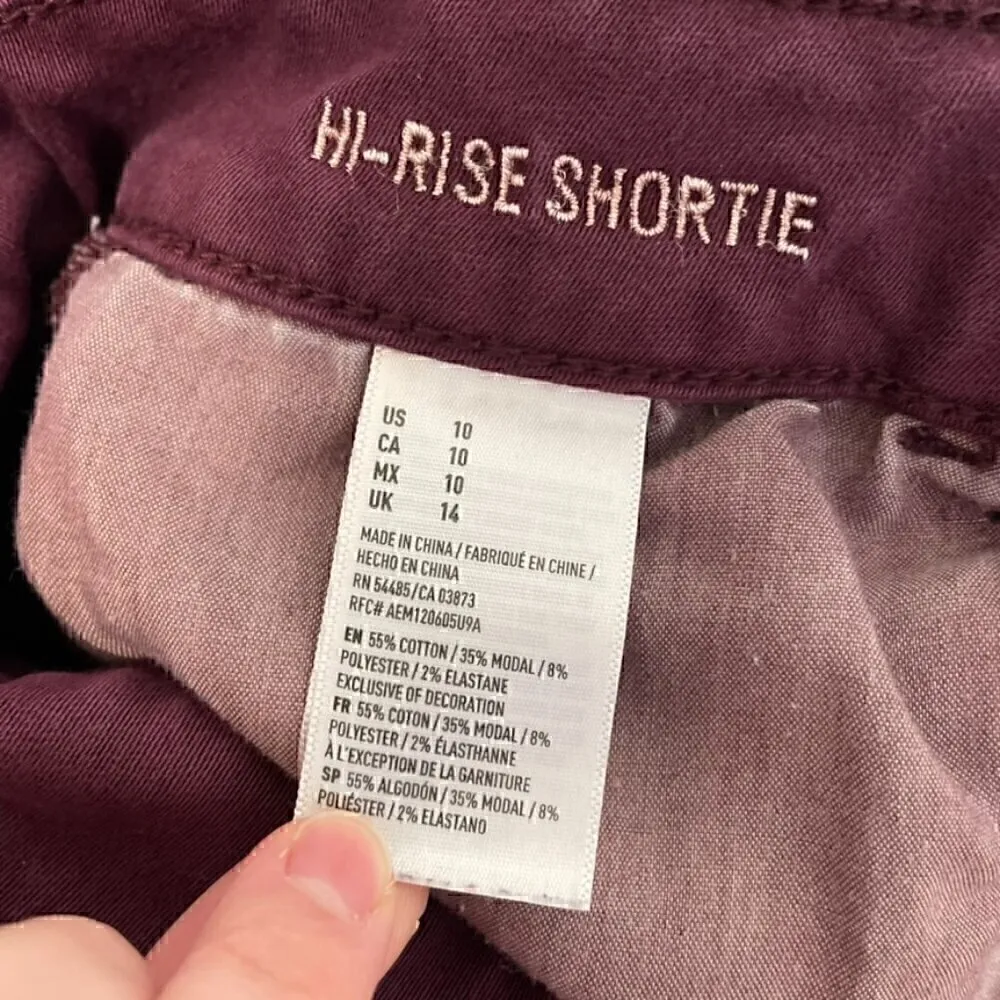 HI-RISE SHORTIE
US 10
CA 10
MX 10
UK 14
MADE IN CHINA / FABRIQUÉ EN CHINE /
HECHO EN CHINA
RN 54485/CA 03873
RFC# AEM120605U9A
EN 55% COTTON / 35% MODAL / 8%
POLYESTER / 2% ELASTANE
EXCLUSIVE OF DECORATION
FR 55% COTON / 35% MODAL / 8%
POLYESTER / 2% ÉLASTHANNE
À L'EXCEPTION DE LA GARNITURE
SP 55% ALGODÓN / 35% MODAL / 8%
POLIÉSTER / 2% ELASTANO